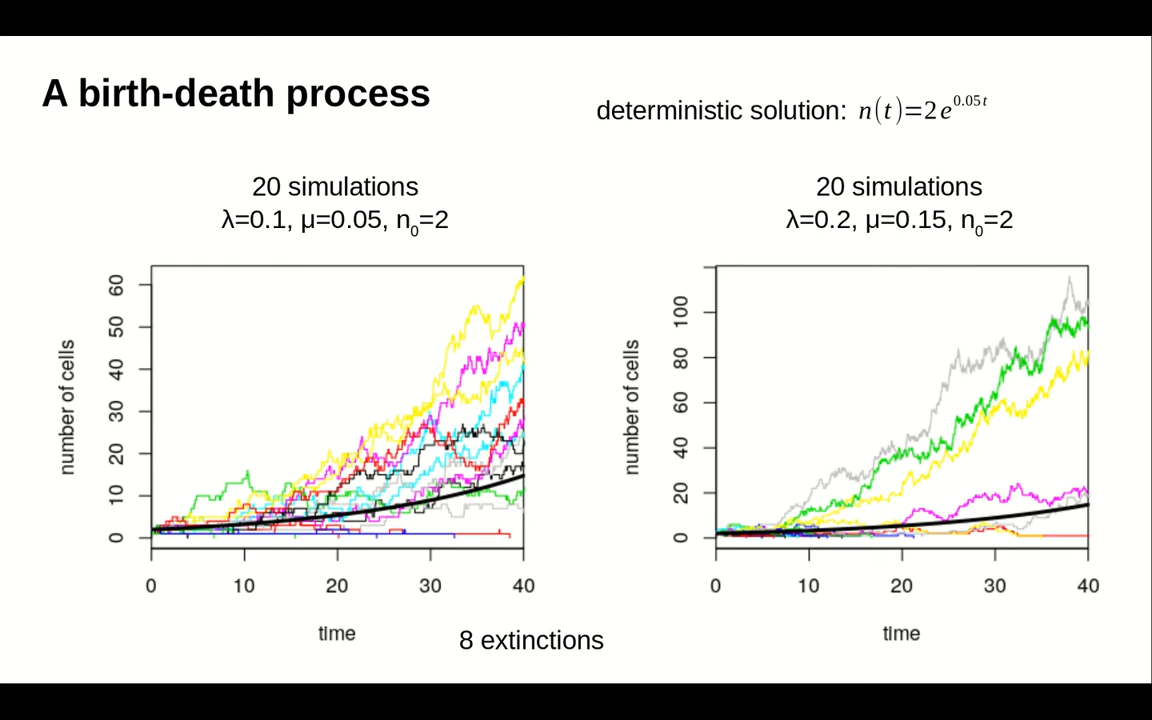 A birth-death process
deterministic solution: n(t)=2e^0.05t
20 simulations
λ=0.1, μ=0.05, n₀=2
20 simulations
λ=0.2, μ=0.15, n₀=2
number of cells
60
50
40
30
20
10
0
0 10 20 30 40
time
number of cells
100
80
60
40
20
0
0 10 20 30 40
time
8 extinctions